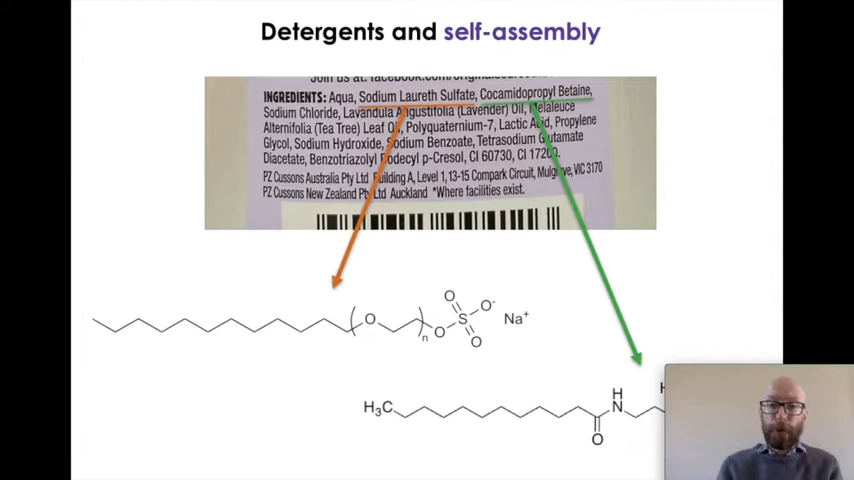 Detergents and self-assembly
INGREDIENTS: Aqua, Sodium Laureth Sulfate, Cocamidopropyl Betaine,
Sodium Chloride, Lavandula Angustifolia (Lavender) Oil, Melaleuce
Alternifolia (Tea Tree) Leaf Oil, Polyquaternium-7, Lactic Acid, Propylene
Glycol, Sodium Hydroxide, Sodium Benzoate, Tetrasodium Glutamate
Diacetate, Benzotriazolyl Dodecyl p-Cresol, CI 60730, CI 17200.
PZ Cussons Australia Pty Ltd Building A, Level 1, 13-15 Compark Circuit, Mulgrave, VIC 3170
PZ Cussons New Zealand Pty Ltd Auckland *Where facilities exist.
O
O S O- Na+
O
n O
O
H
H3C N
O